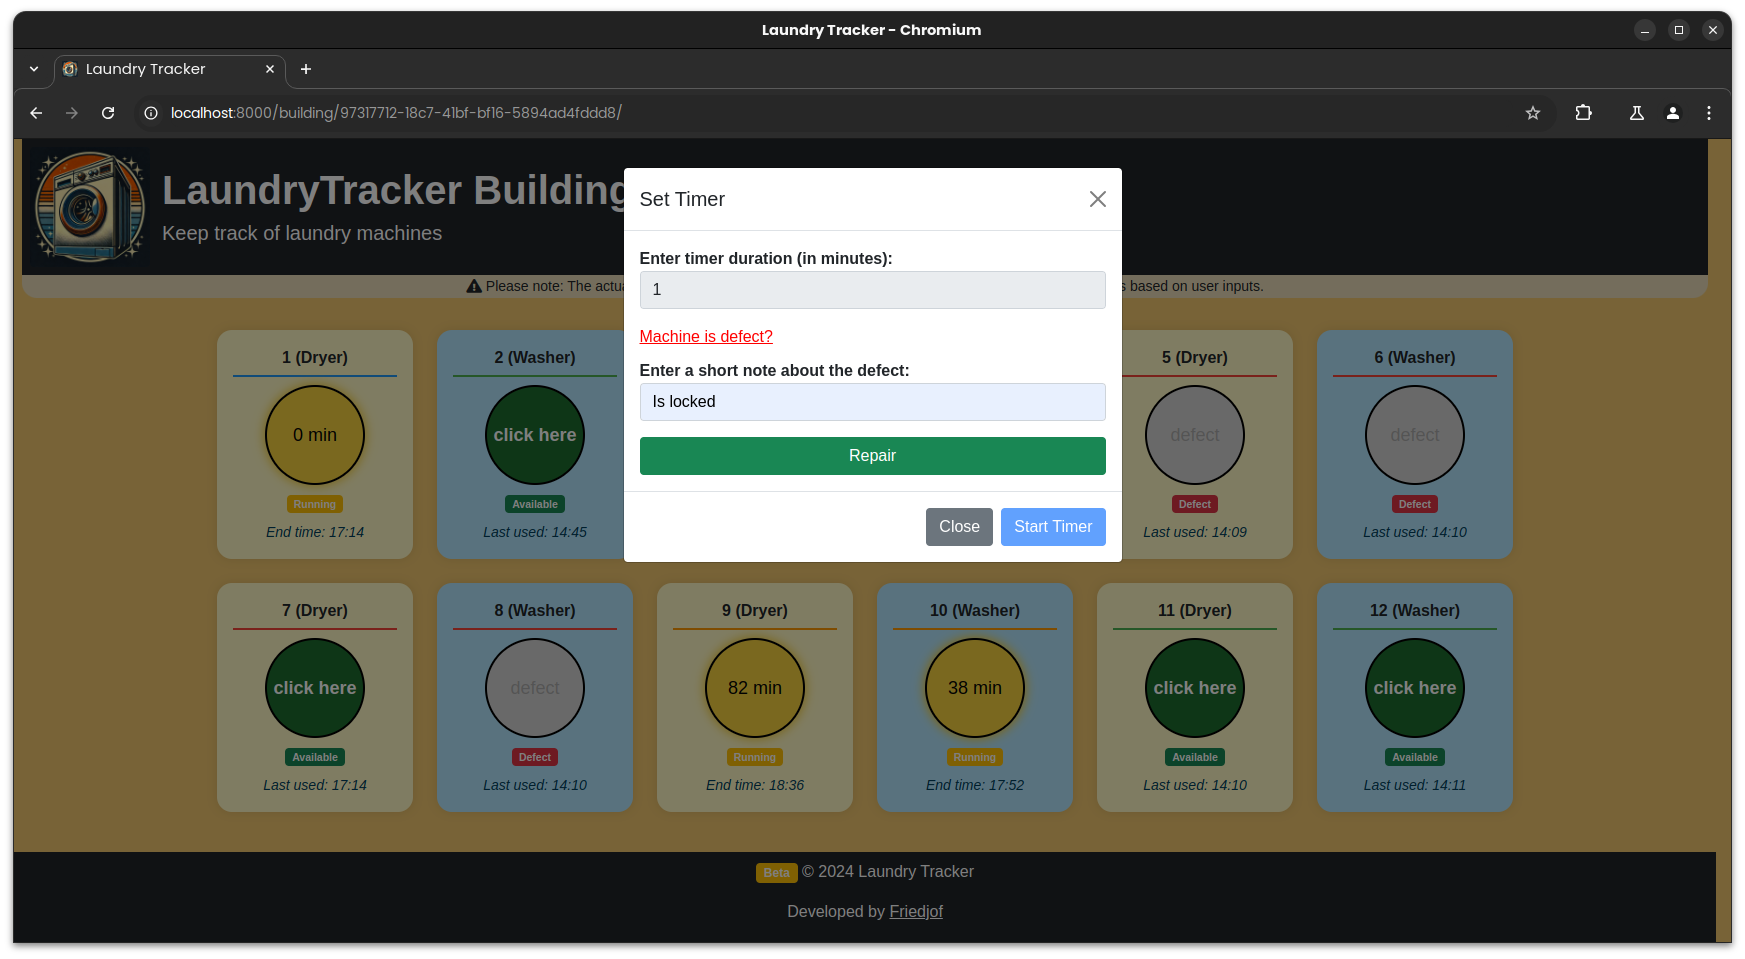 Laundry Tracker - Chromium
Laundry Tracker
localhost:8000/building/97317712-18c7-41bf-bf16-5894ad4fddd8/
LaundryTracker Building
Keep track of laundry machines
Please note: The actu
s based on user inputs.
Set Timer
Enter timer duration (in minutes):
1
Machine is defect?
Enter a short note about the defect:
Is locked
Repair
Close Start Timer
1 (Dryer) 2 (Washer) 5 (Dryer) 6 (Washer)
0 min click here defect defect
Running Available Defect Defect
End time: 17:14 Last used: 14:45 Last used: 14:09 Last used: 14:10
7 (Dryer) 8 (Washer) 9 (Dryer) 10 (Washer) 11 (Dryer) 12 (Washer)
click here defect 82 min 38 min click here click here
Available Defect Running Running Available Available
Last used: 17:14 Last used: 14:10 End time: 18:36 End time: 17:52 Last used: 14:10 Last used: 14:11
Beta © 2024 Laundry Tracker
Developed by Friedjof